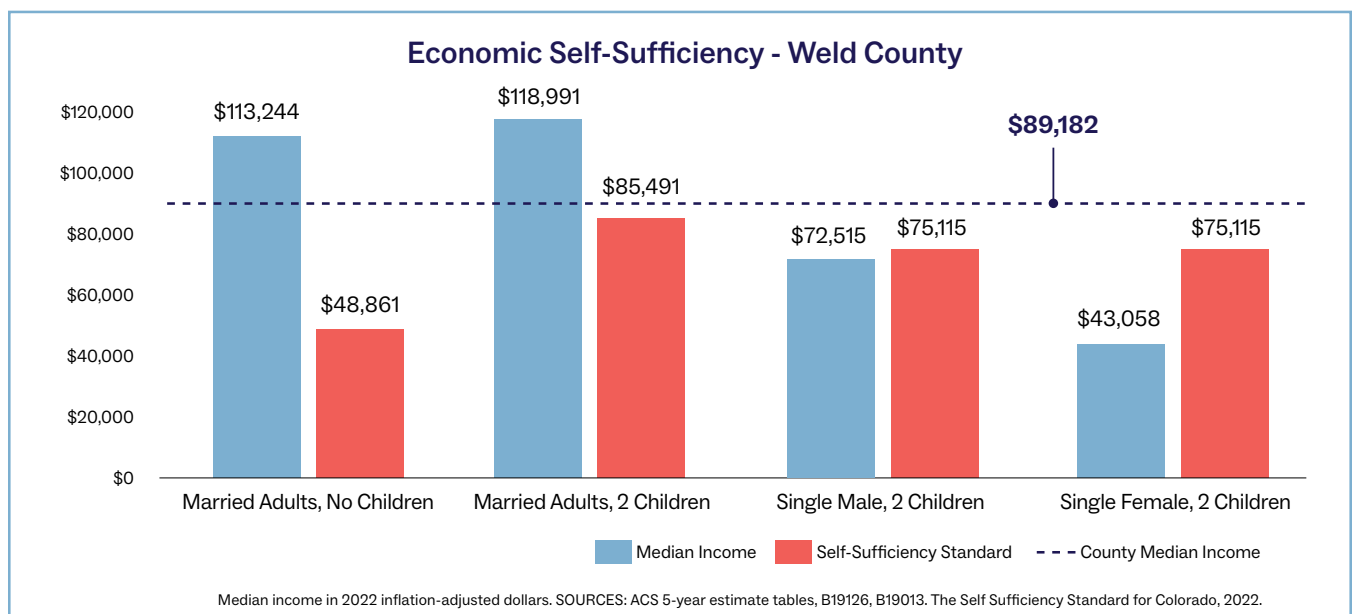 Economic Self-Sufficiency - Weld County
$120,000
$100,000
$80,000
$60,000
$40,000
$20,000
$0
$113,244
$48,861
$118,991
$85,491
$72,515
$75,115
$43,058
$75,115
$89,182
Married Adults, No Children
Married Adults, 2 Children
Single Male, 2 Children
Single Female, 2 Children
Median Income
Self-Sufficiency Standard
County Median Income
Median income in 2022 inflation-adjusted dollars. SOURCES: ACS 5-year estimate tables, B19126, B19013. The Self Sufficiency Standard for Colorado, 2022.